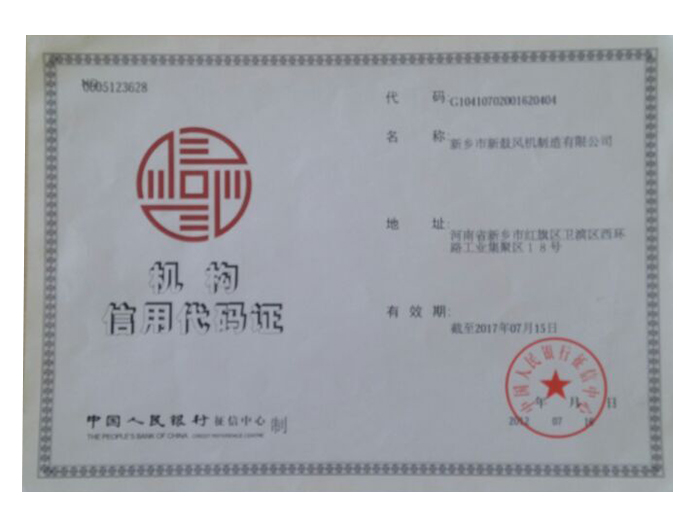 0005123628
机 构
信用代码证
中国人民银行 征信中心 制
THE PEOPLE'S BANK OF CHINA CREDIT REFERENCE CENTER
代 码: G10410702001620404
名 称: 新乡市新鼓风机制造有限公司
地 址: 河南省新乡市红旗区卫滨区西环
路工业集聚区18号
有 效 期: 截至2017年07月15日
中国人民银行征信中心
年 月 日
2012 07 16